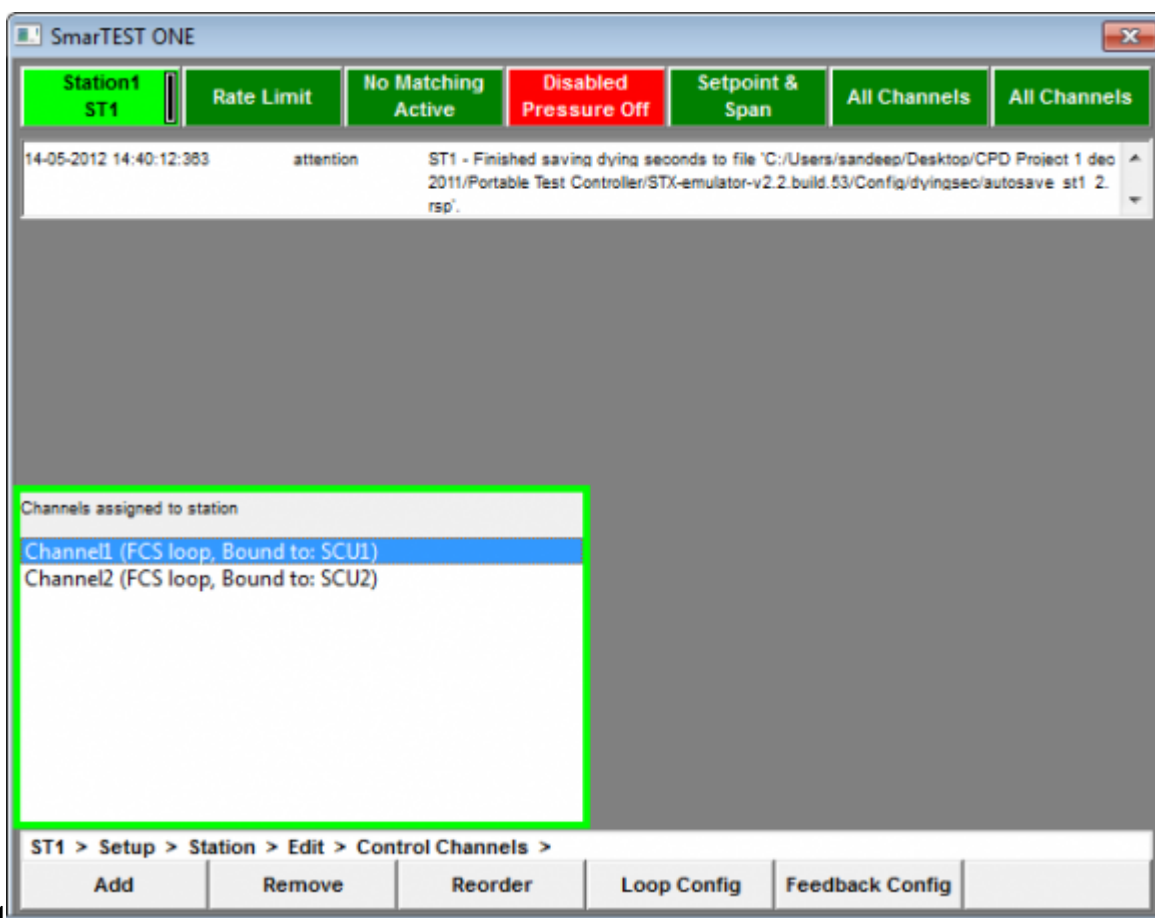 SmarTEST ONE
Station1
ST1
Rate Limit
No Matching
Active
Disabled
Pressure Off
Setpoint &
Span
All Channels
All Channels
14-05-2012 14:40:12:363 attention ST1 - Finished saving dying seconds to file 'C:/Users/sandeep/Desktop/CPD Project 1 dec
2011/Portable Test Controller/STX-emulator-v2.2.build.53/Config/dyingsec/autosave_st1_2.
rsp'.
Channels assigned to station
Channel1 (FCS loop, Bound to: SCU1)
Channel2 (FCS loop, Bound to: SCU2)
ST1 > Setup > Station > Edit > Control Channels >
Add
Remove
Reorder
Loop Config
Feedback Config